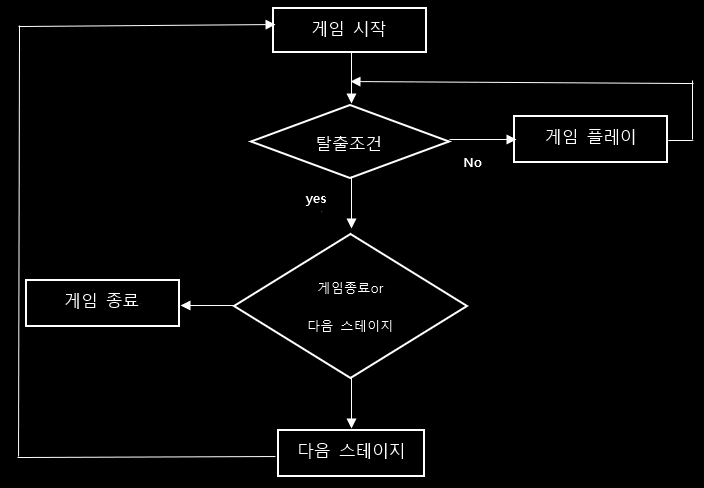 게임 시작
탈출조건
게임 플레이
No
yes
게임종료or
다음 스테이지
게임 종료
다음 스테이지